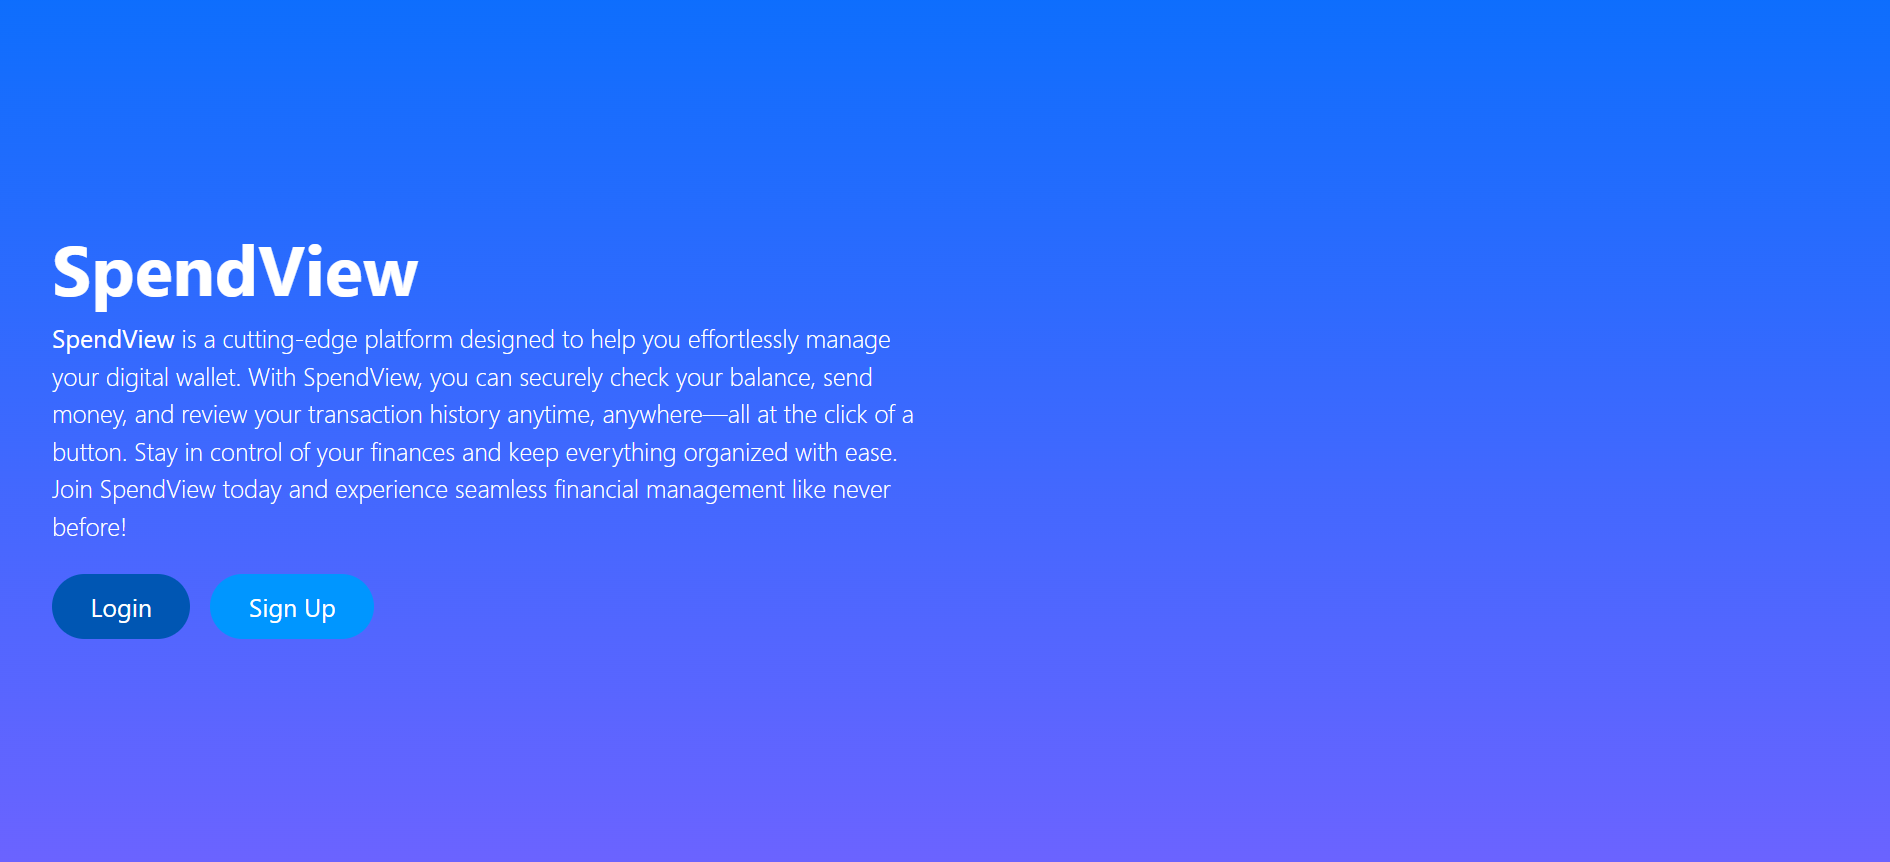 SpendView
SpendView is a cutting-edge platform designed to help you effortlessly manage
your digital wallet. With SpendView, you can securely check your balance, send
money, and review your transaction history anytime, anywhere—all at the click of a
button. Stay in control of your finances and keep everything organized with ease.
Join SpendView today and experience seamless financial management like never
before!
Login
Sign Up